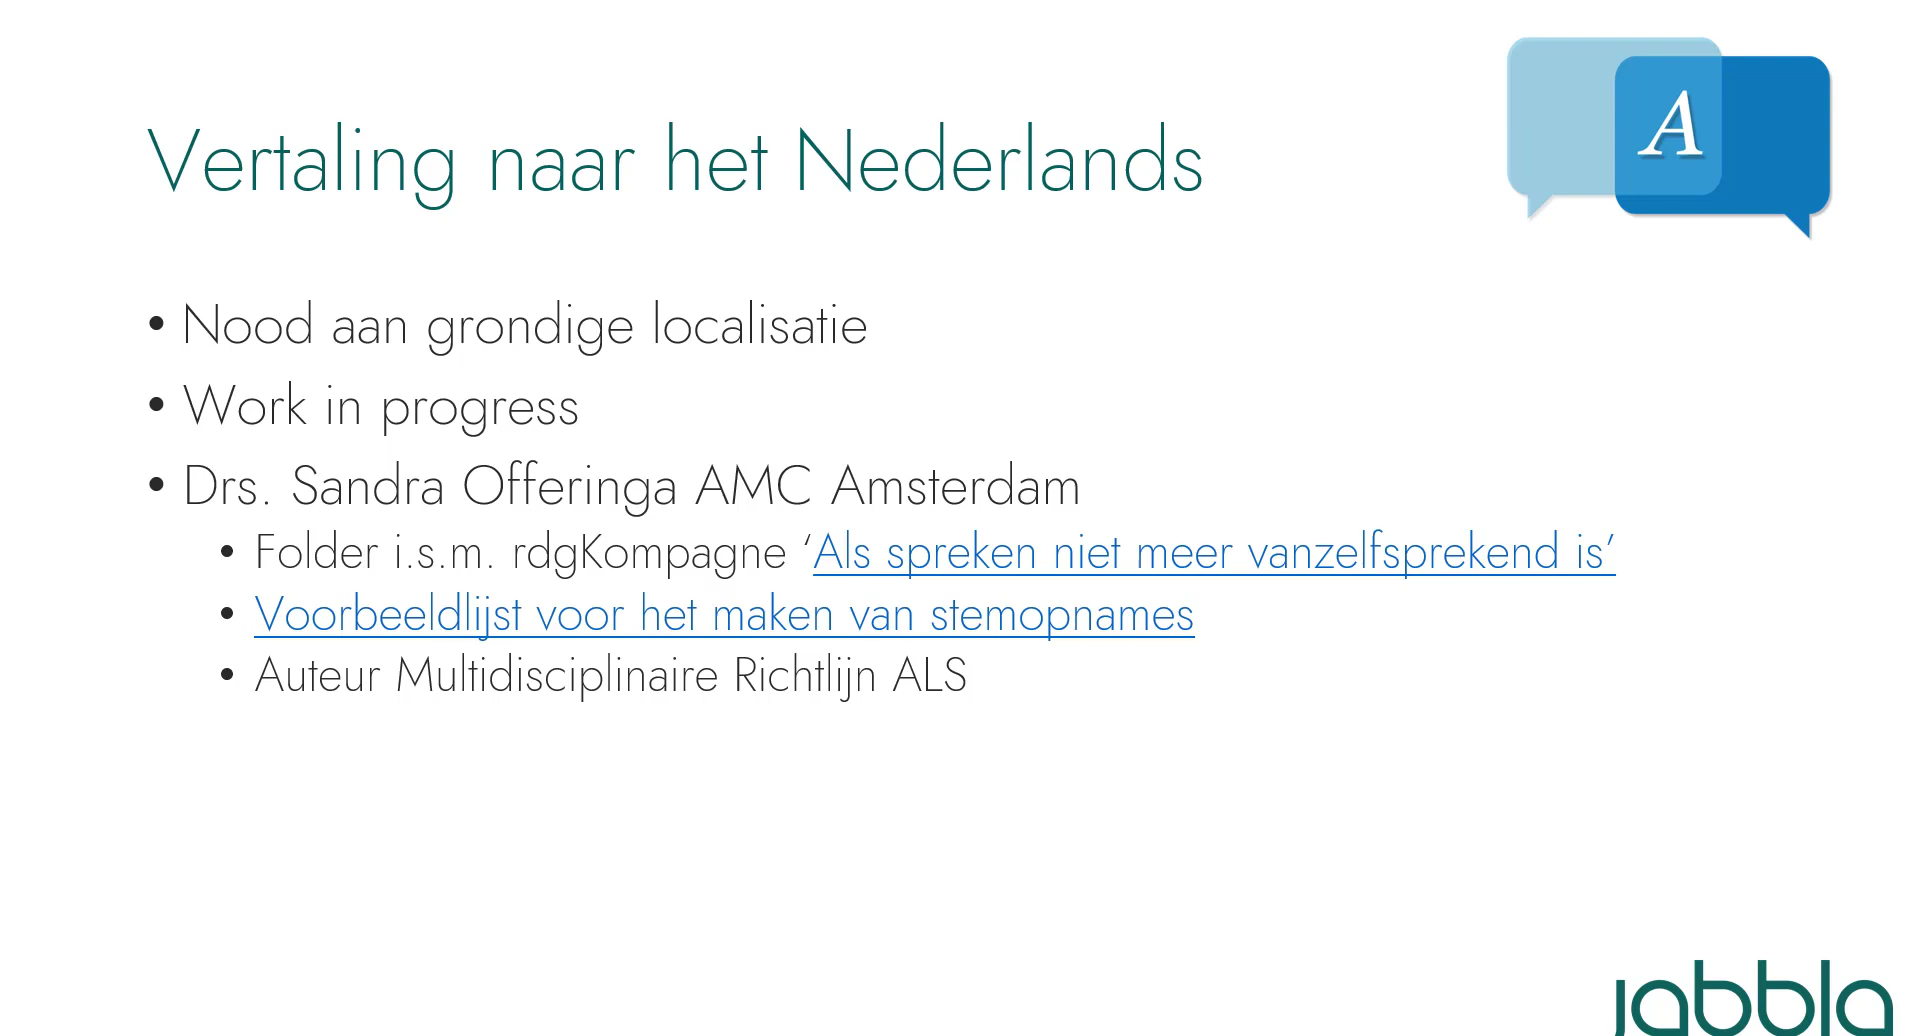 A
Vertaling naar het Nederlands
• Nood aan grondige localisatie
• Work in progress
• Drs. Sandra Offeringa AMC Amsterdam
• Folder i.s.m. rdgKompagne ‘Als spreken niet meer vanzelfsprekend is’
• Voorbeeldlijst voor het maken van stemopnames
• Auteur Multidisciplinaire Richtlijn ALS
jabbla